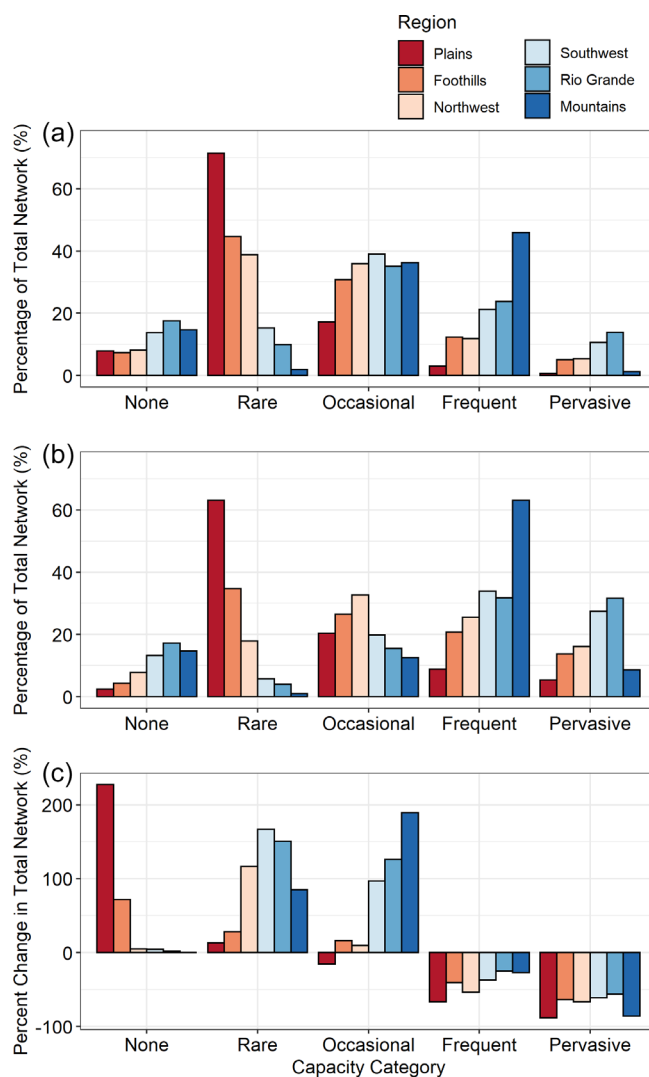 Region
Plains
Foothills
Northwest
Southwest
Rio Grande
Mountains
(a)
Percentage of Total Network (%)
60
40
20
0
None Rare Occasional Frequent Pervasive
(b)
Percentage of Total Network (%)
60
40
20
0
None Rare Occasional Frequent Pervasive
(c)
Percent Change in Total Network (%)
200
100
0
-100
None Rare Occasional Frequent Pervasive
Capacity Category